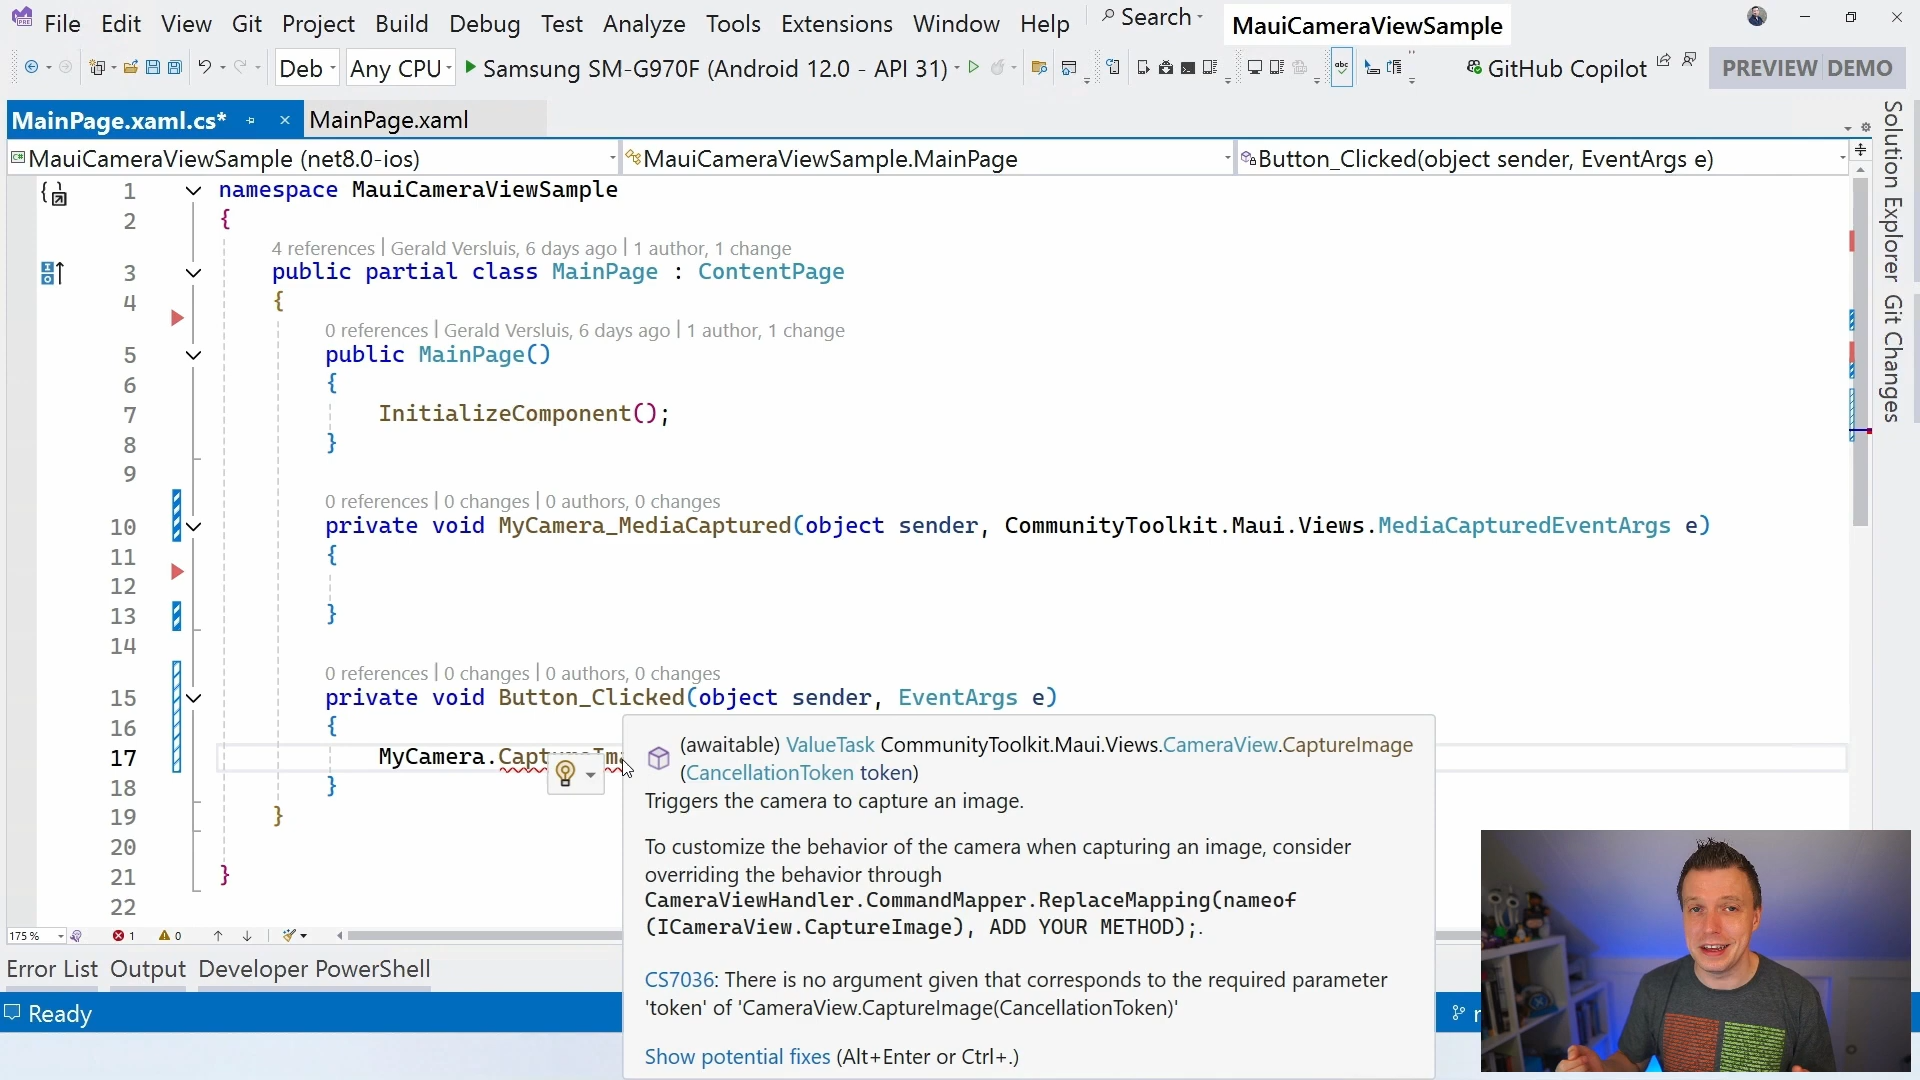 File Edit View Git Project Build Debug Test Analyze Tools Extensions Window Help Search MauiCameraViewSample
Deb Any CPU Samsung SM-G970F (Android 12.0 - API 31) GitHub Copilot PREVIEW DEMO
MainPage.xaml.cs* MainPage.xaml
MauiCameraViewSample (net8.0-ios) MauiCameraViewSample.MainPage Button_Clicked(object sender, EventArgs e)
1 namespace MauiCameraViewSample
2 {
4 references | Gerald Versluis, 6 days ago | 1 author, 1 change
3 public partial class MainPage : ContentPage
4 {
0 references | Gerald Versluis, 6 days ago | 1 author, 1 change
5 public MainPage()
6 {
7 InitializeComponent();
8 }
9
0 references | 0 changes | 0 authors, 0 changes
10 private void MyCamera_MediaCaptured(object sender, CommunityToolkit.Maui.Views.MediaCapturedEventArgs e)
11 {
12
13 }
14
0 references | 0 changes | 0 authors, 0 changes
15 private void Button_Clicked(object sender, EventArgs e)
16 {
17 MyCamera.
18 }
19 }
20
21 }
22
(awaitable) ValueTask CommunityToolkit.Maui.Views.CameraView.CaptureImage
(CancellationToken token)
Triggers the camera to capture an image.
To customize the behavior of the camera when capturing an image, consider
overriding the behavior through
CameraViewHandler.CommandMapper.ReplaceMapping(nameof
(ICameraView.CaptureImage), ADD YOUR METHOD);.
CS7036: There is no argument given that corresponds to the required parameter
'token' of 'CameraView.CaptureImage(CancellationToken)'
Show potential fixes (Alt+Enter or Ctrl+.)
175 % 1 0
Error List Output Developer PowerShell
Ready
Solution Explorer
Git Changes